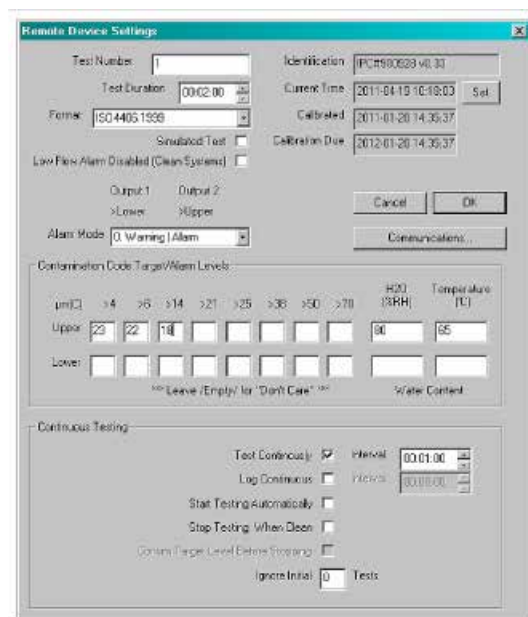 Remote Device Settings
Test Number 1
Identification IPC#900928 v0.33
Test Duration 00:02:00
Current Time 2011-04-19 10:19:03 Set
Format ISO4406:1999
Calibrated 2011-01-20 14:35:37
Simulated Test
Calibration Due 2012-01-20 14:35:37
Low Flow Alarm Disabled (Clean Systems)
Output 1 Output 2
>Lower >Upper
Cancel OK
Alarm Mode 0. Warning | Alarm
Communications...
Contamination Code Target/Alarm Levels
µm(C) >4 >6 >14 >21 >25 >38 >50 >70 H2O (%RH) Temperature (°C)
Upper 23 22 18 80 65
Lower
Leave /Empty/ for "Don't Care" Water Content
Continuous Testing
Test Continously Interval 00:01:00
Log Continuous Interval 00:00:00
Start Testing Automatically
Stop Testing When Clean
Confirm Target Level Before Stopping
Ignore Initial 0 Tests